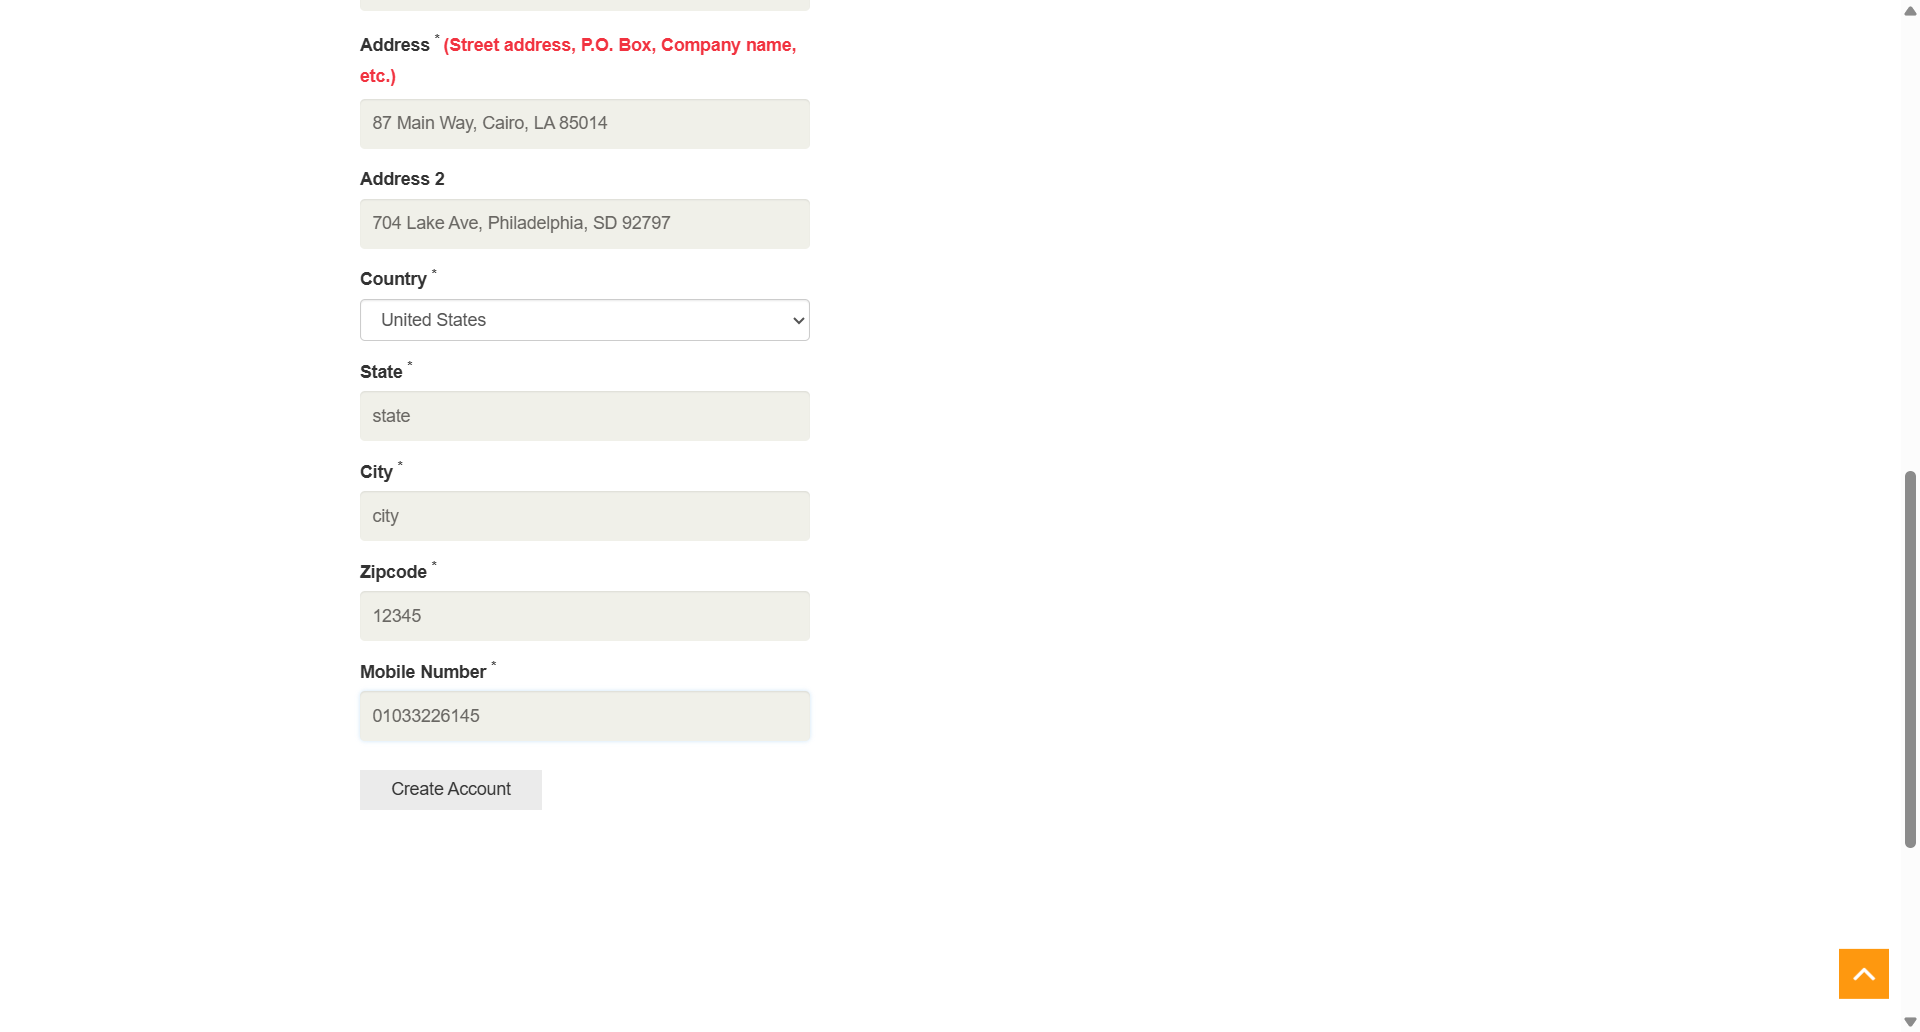 Address * (Street address, P.O. Box, Company name,
etc.)
87 Main Way, Cairo, LA 85014
Address 2
704 Lake Ave, Philadelphia, SD 92797
Country *
United States
State *
state
City *
city
Zipcode *
12345
Mobile Number *
01033226145
Create Account